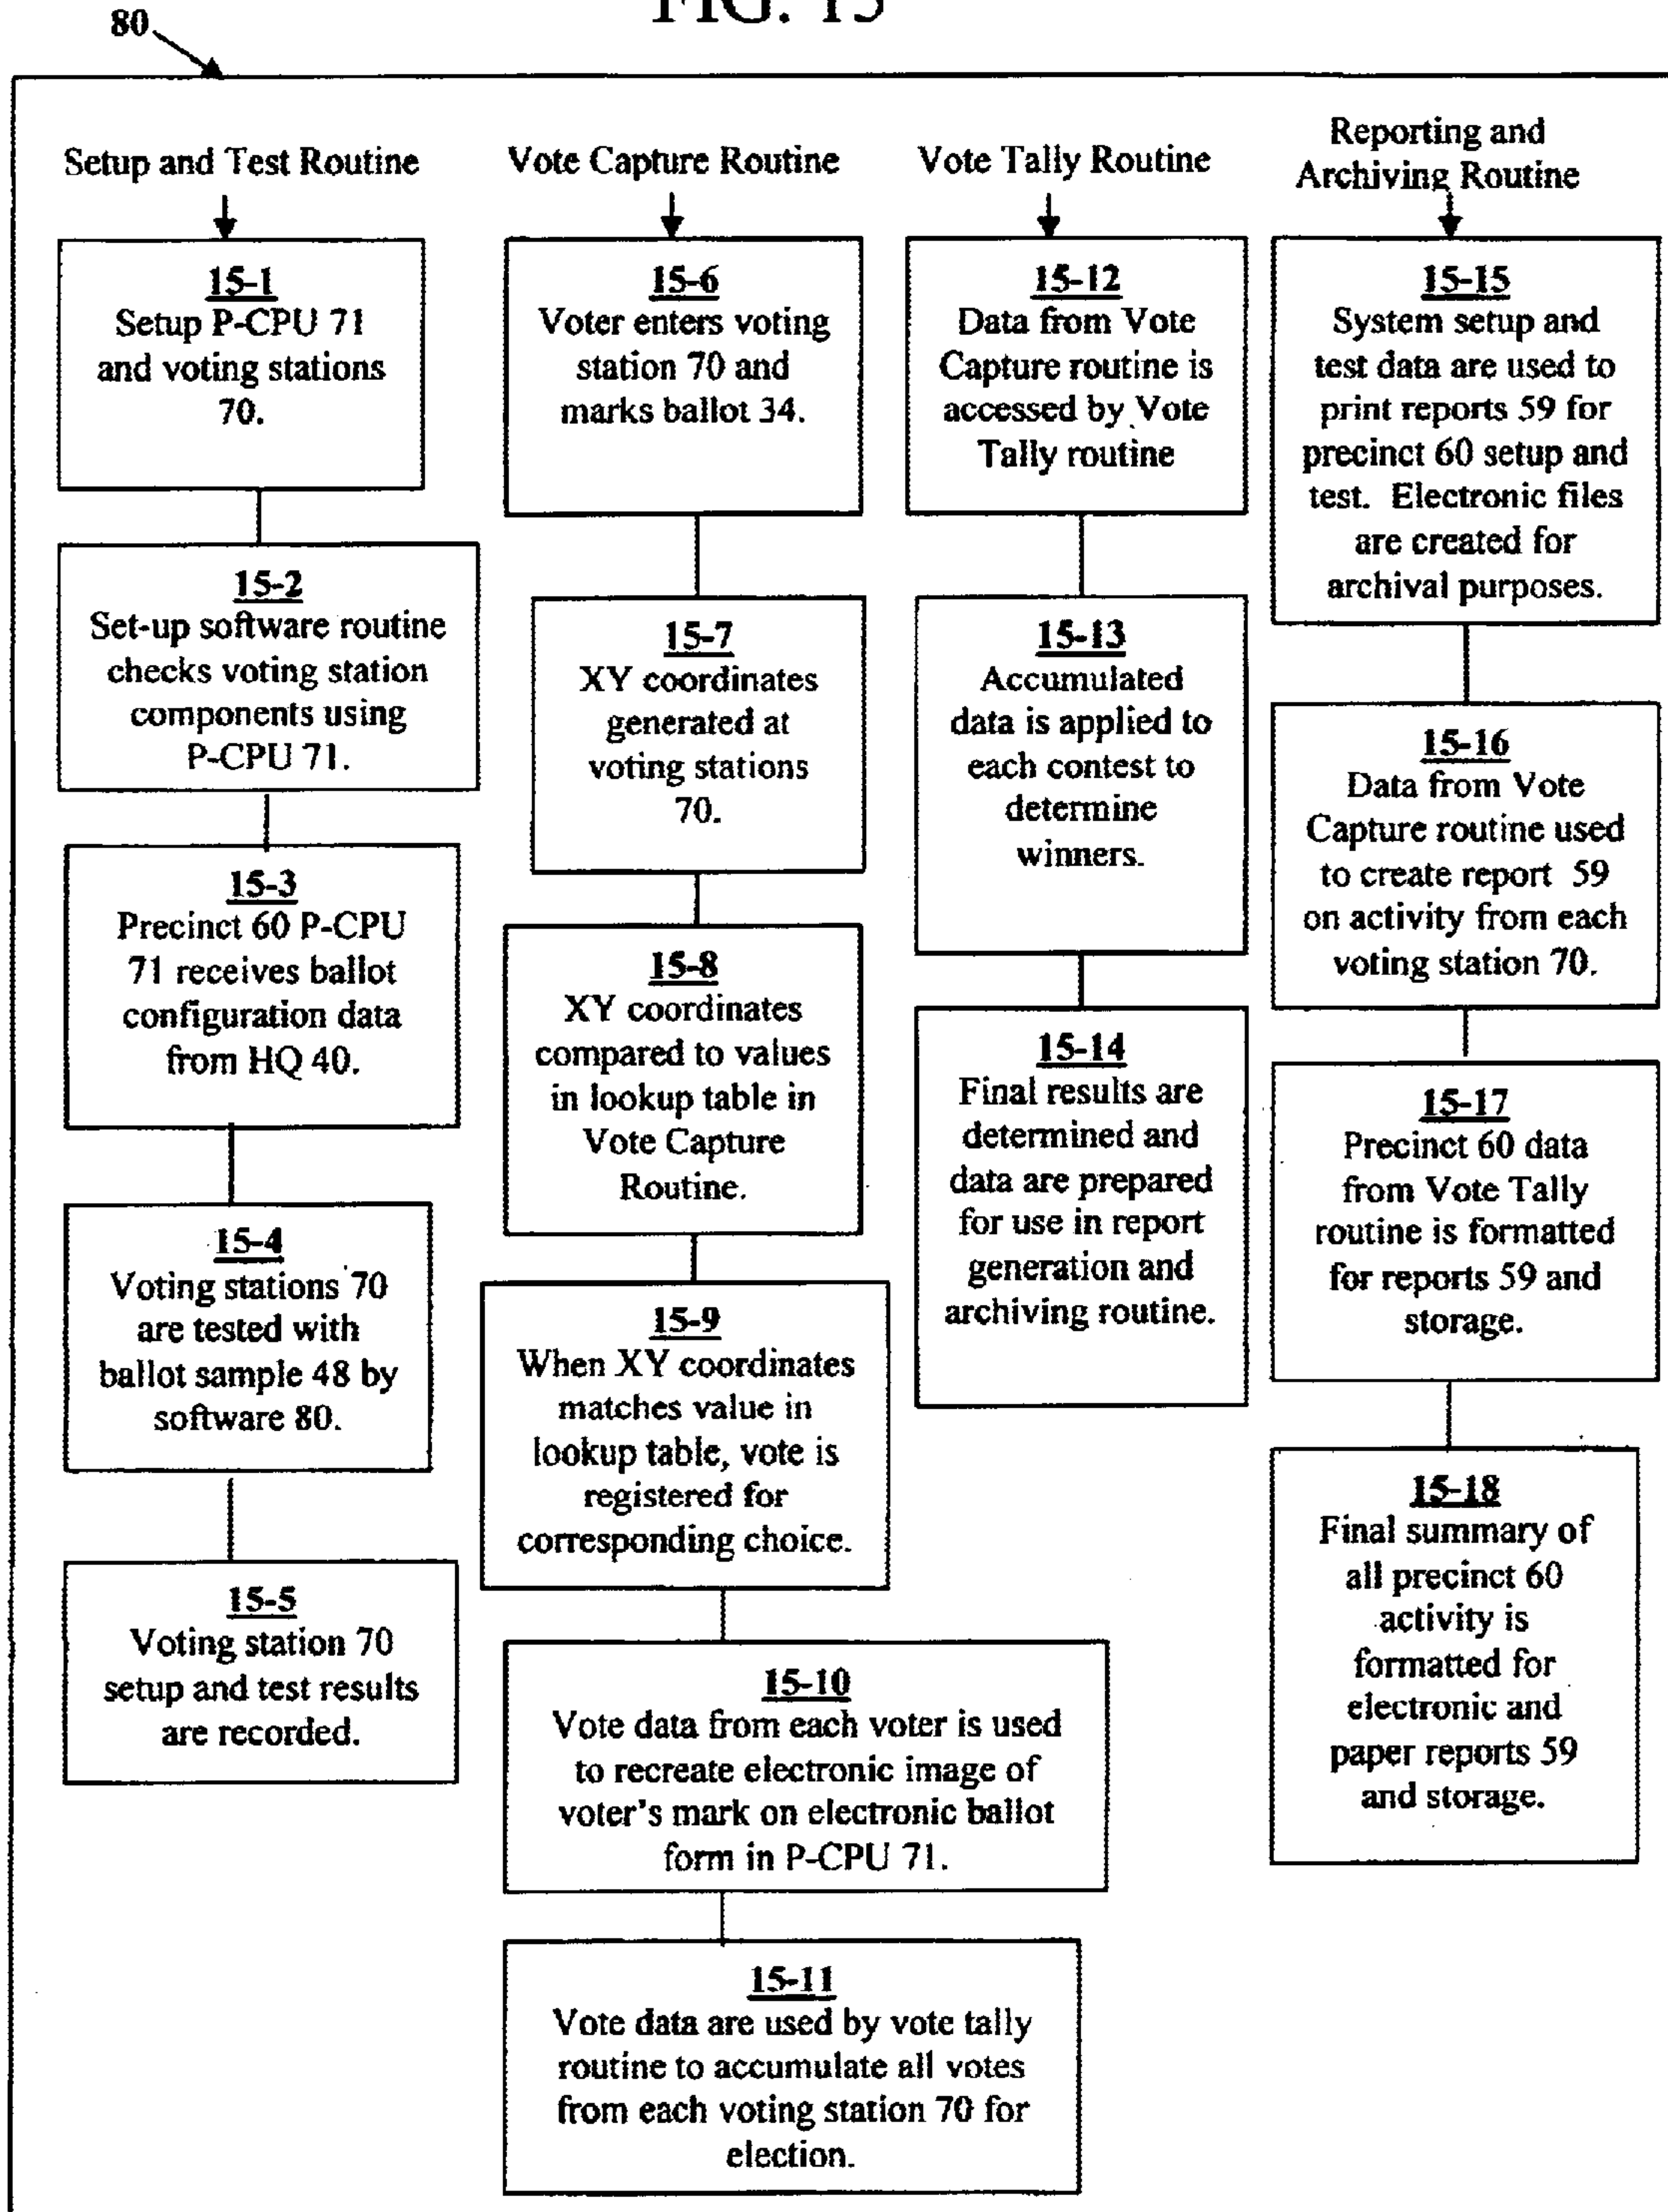 FIG. 15
80
Setup and Test Routine
15-1
Setup P-CPU 71
and voting stations
70.
15-2
Set-up software routine
checks voting station
components using
P-CPU 71.
15-3
Precinct 60 P-CPU
71 receives ballot
configuration data
from HQ 40.
15-4
Voting stations 70
are tested with
ballot sample 48 by
software 80.
15-5
Voting station 70
setup and test results
are recorded.
Vote Capture Routine
15-6
Voter enters voting
station 70 and
marks ballot 34.
15-7
XY coordinates
generated at
voting stations
70.
15-8
XY coordinates
compared to values
in lookup table in
Vote Capture
Routine.
15-9
When XY coordinates
matches value in
lookup table, vote is
registered for
corresponding choice.
15-10
Vote data from each voter is used
to recreate electronic image of
voter's mark on electronic ballot
form in P-CPU 71.
15-11
Vote data are used by vote tally
routine to accumulate all votes
from each voting station 70 for
election.
Vote Tally Routine
15-12
Data from Vote
Capture routine is
accessed by Vote
Tally routine
15-13
Accumulated
data is applied to
each contest to
determine
winners.
15-14
Final results are
determined and
data are prepared
for use in report
generation and
archiving routine.
Reporting and
Archiving Routine
15-15
System setup and
test data are used to
print reports 59 for
precinct 60 setup and
test. Electronic files
are created for
archival purposes.
15-16
Data from Vote
Capture routine used
to create report 59
on activity from each
voting station 70.
15-17
Precinct 60 data
from Vote Tally
routine is formatted
for reports 59 and
storage.
15-18
Final summary of
all precinct 60
activity is
formatted for
electronic and
paper reports 59
and storage.